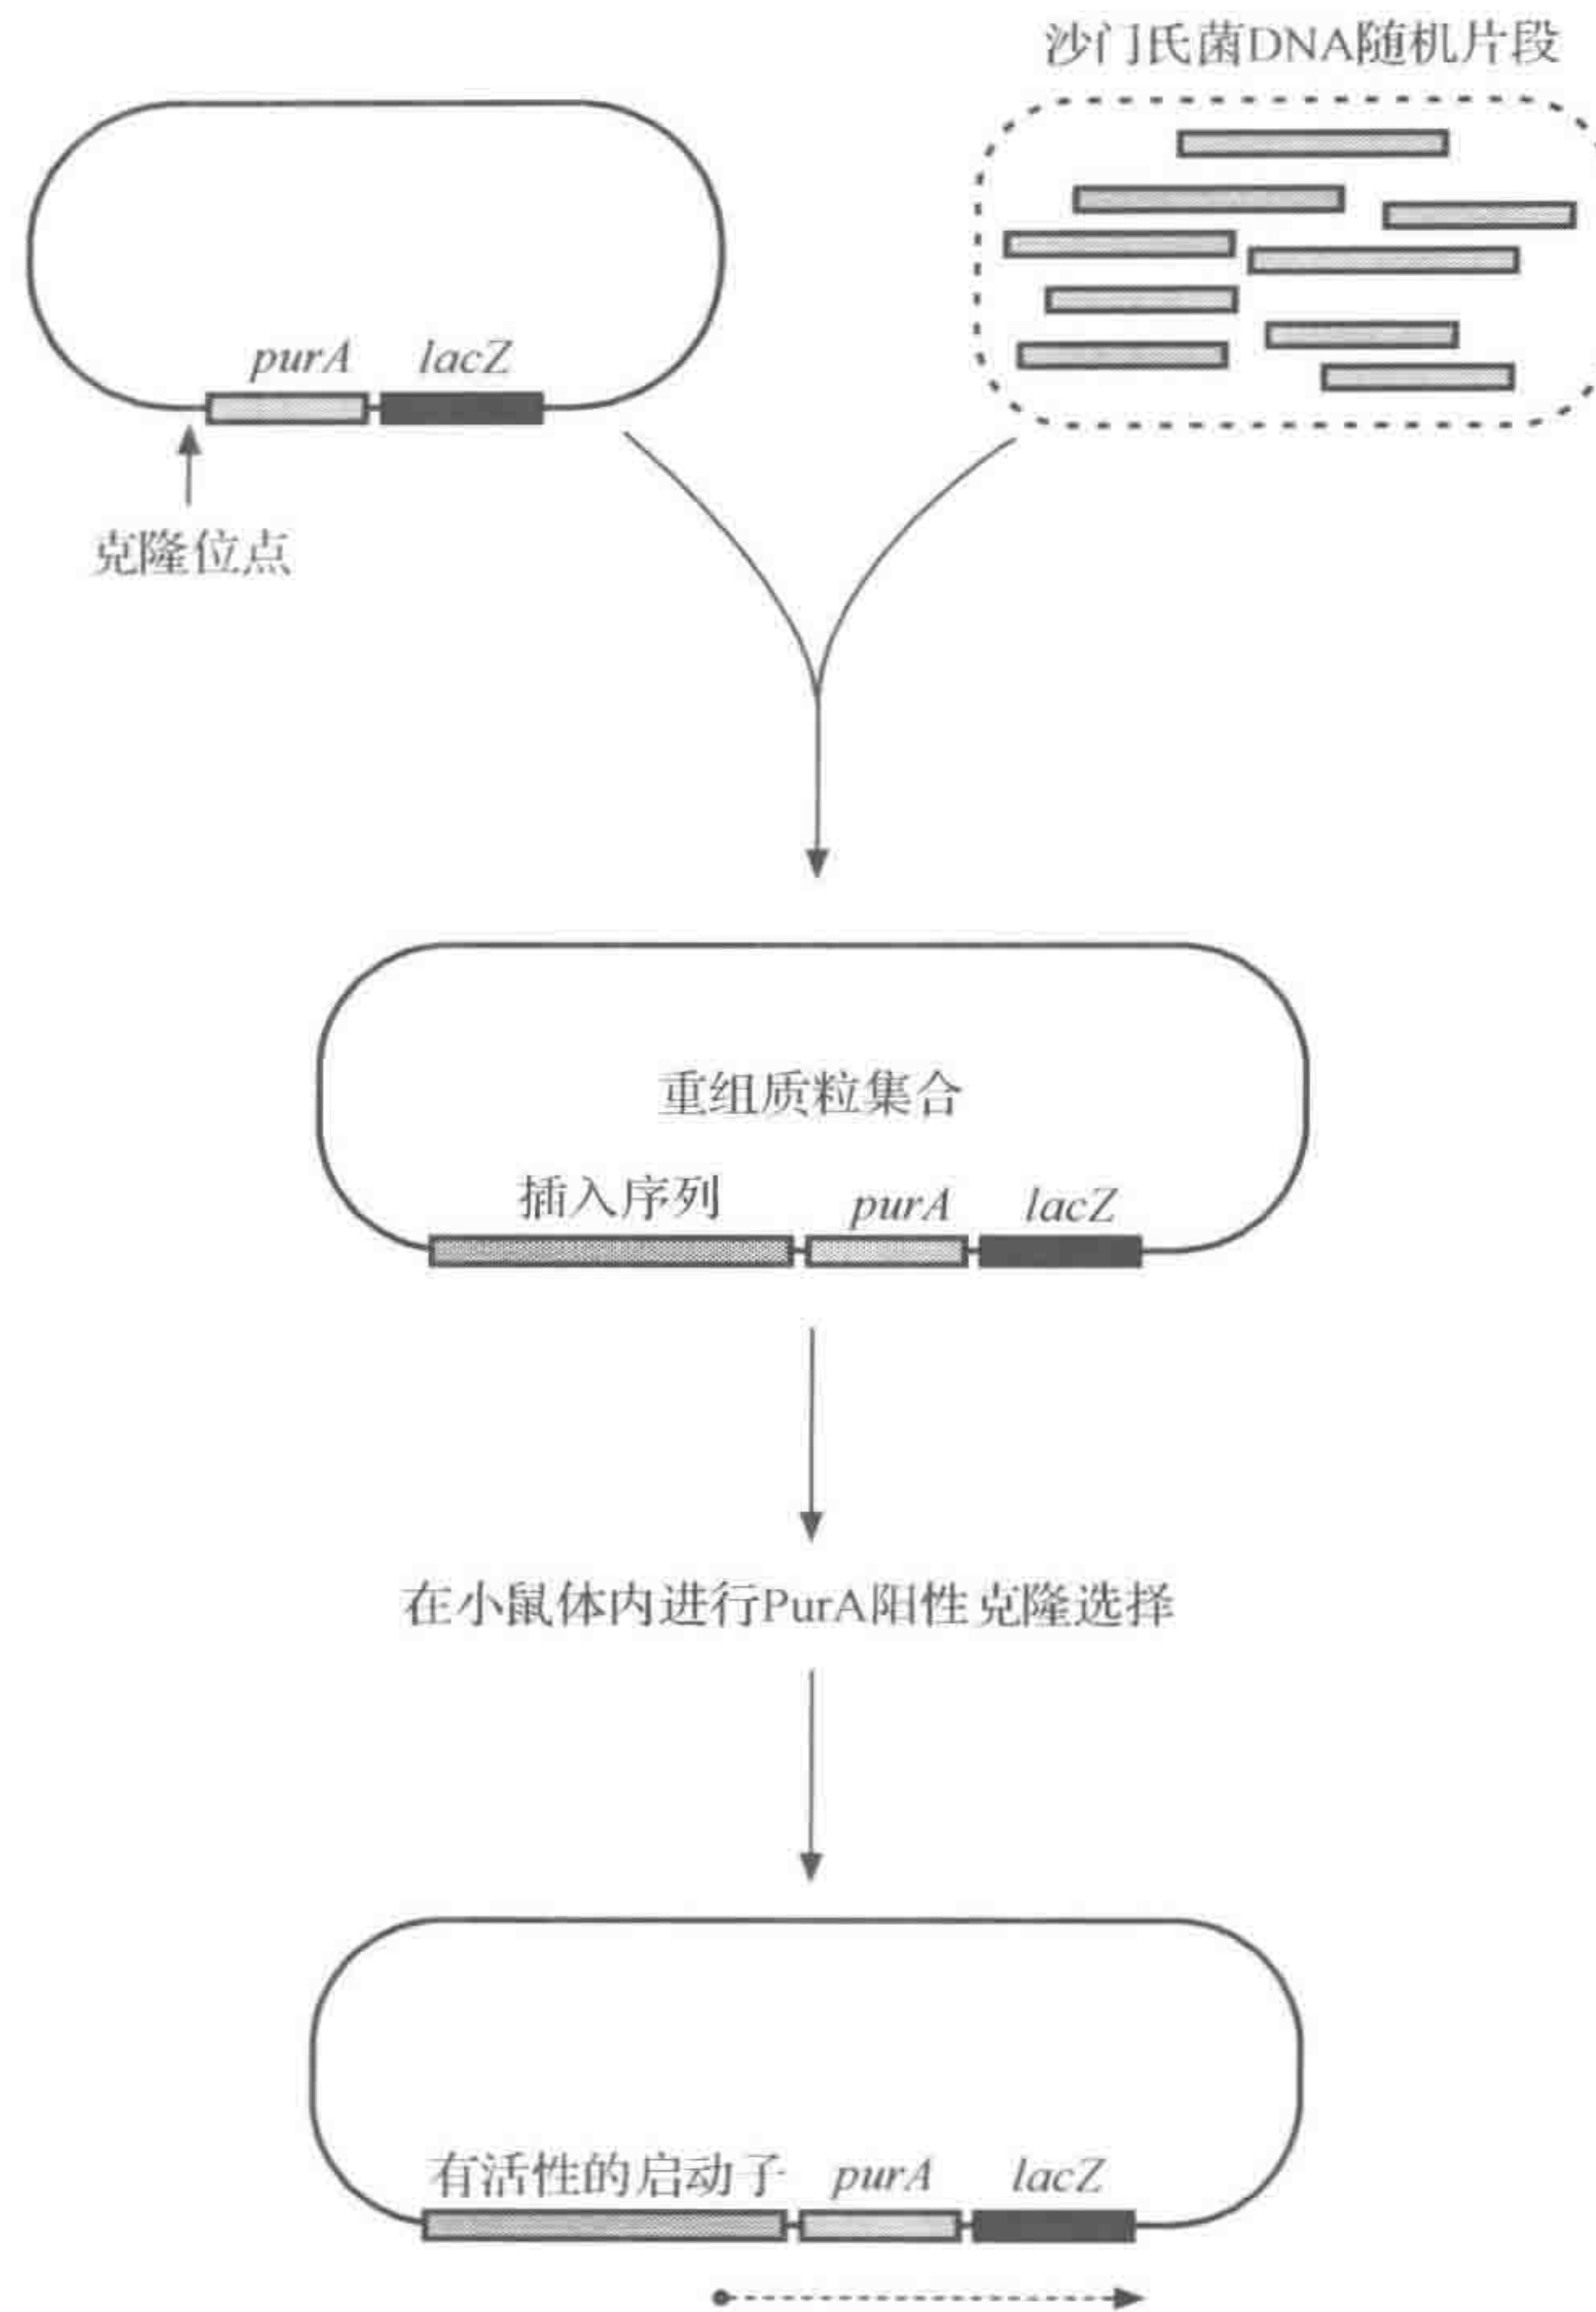 沙门氏菌DNA随机片段
purA lacZ
克隆位点
重组质粒集合
插入序列 purA lacZ
在小鼠体内进行PurA阳性克隆选择
有活性的启动子 purA lacZ